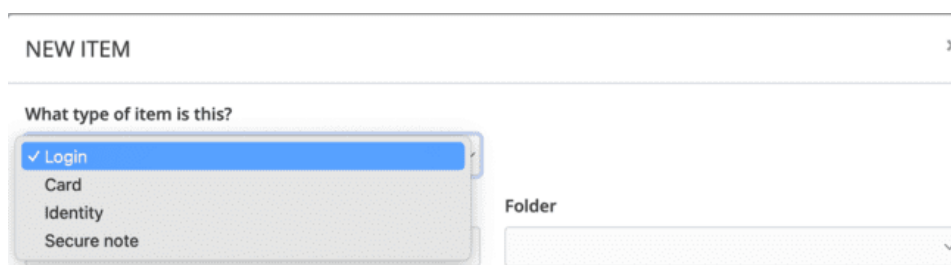 NEW ITEM
What type of item is this?
✓ Login
Card
Identity
Folder
Secure note